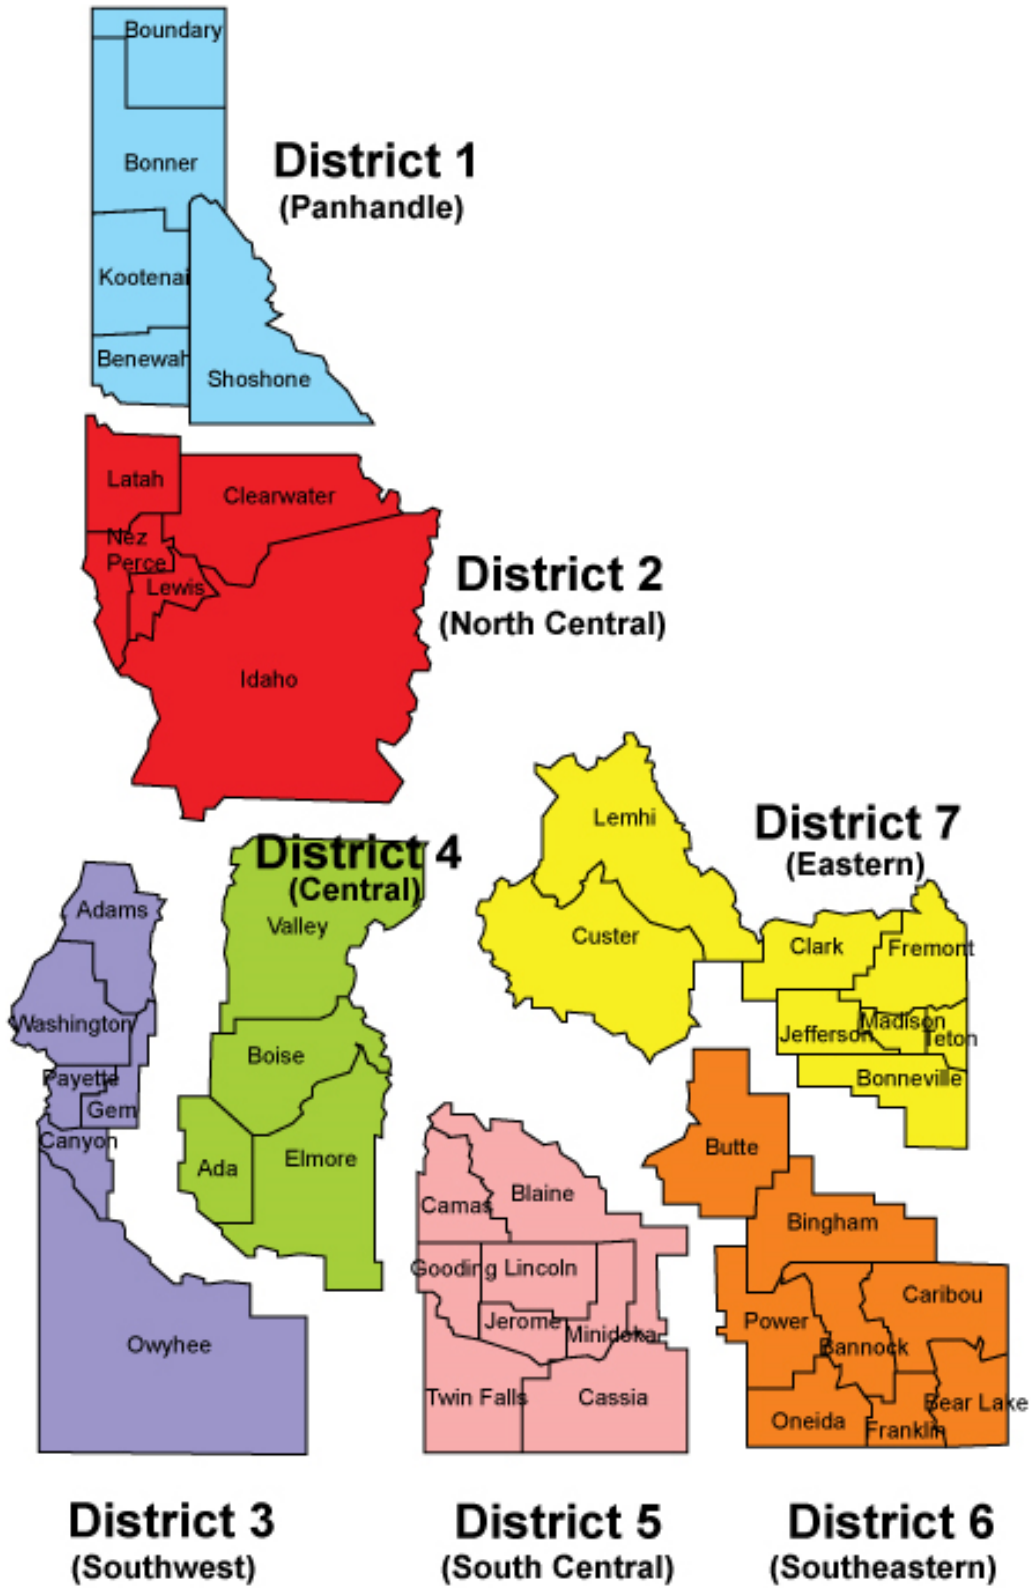 Boundary
Bonner
District 1
(Panhandle)
Kootenai
Benewah
Shoshone
Latah
Clearwater
Nez
Perce
Lewis
District 2
(North Central)
Idaho
Lemhi
District 7
(Eastern)
District 4
(Central)
Adams
Valley
Custer
Clark
Fremont
Washington
Madison
Jefferson
Teton
Boise
Payette
Bonneville
Gem
Canyon
Butte
Ada
Elmore
Blaine
Camas
Bingham
Gooding
Lincoln
Caribou
Jerome
Power
Minidoka
Owyhee
Bannock
Twin Falls
Cassia
Bear Lake
Oneida
Franklin
District 3
(Southwest)
District 5
(South Central)
District 6
(Southeastern)